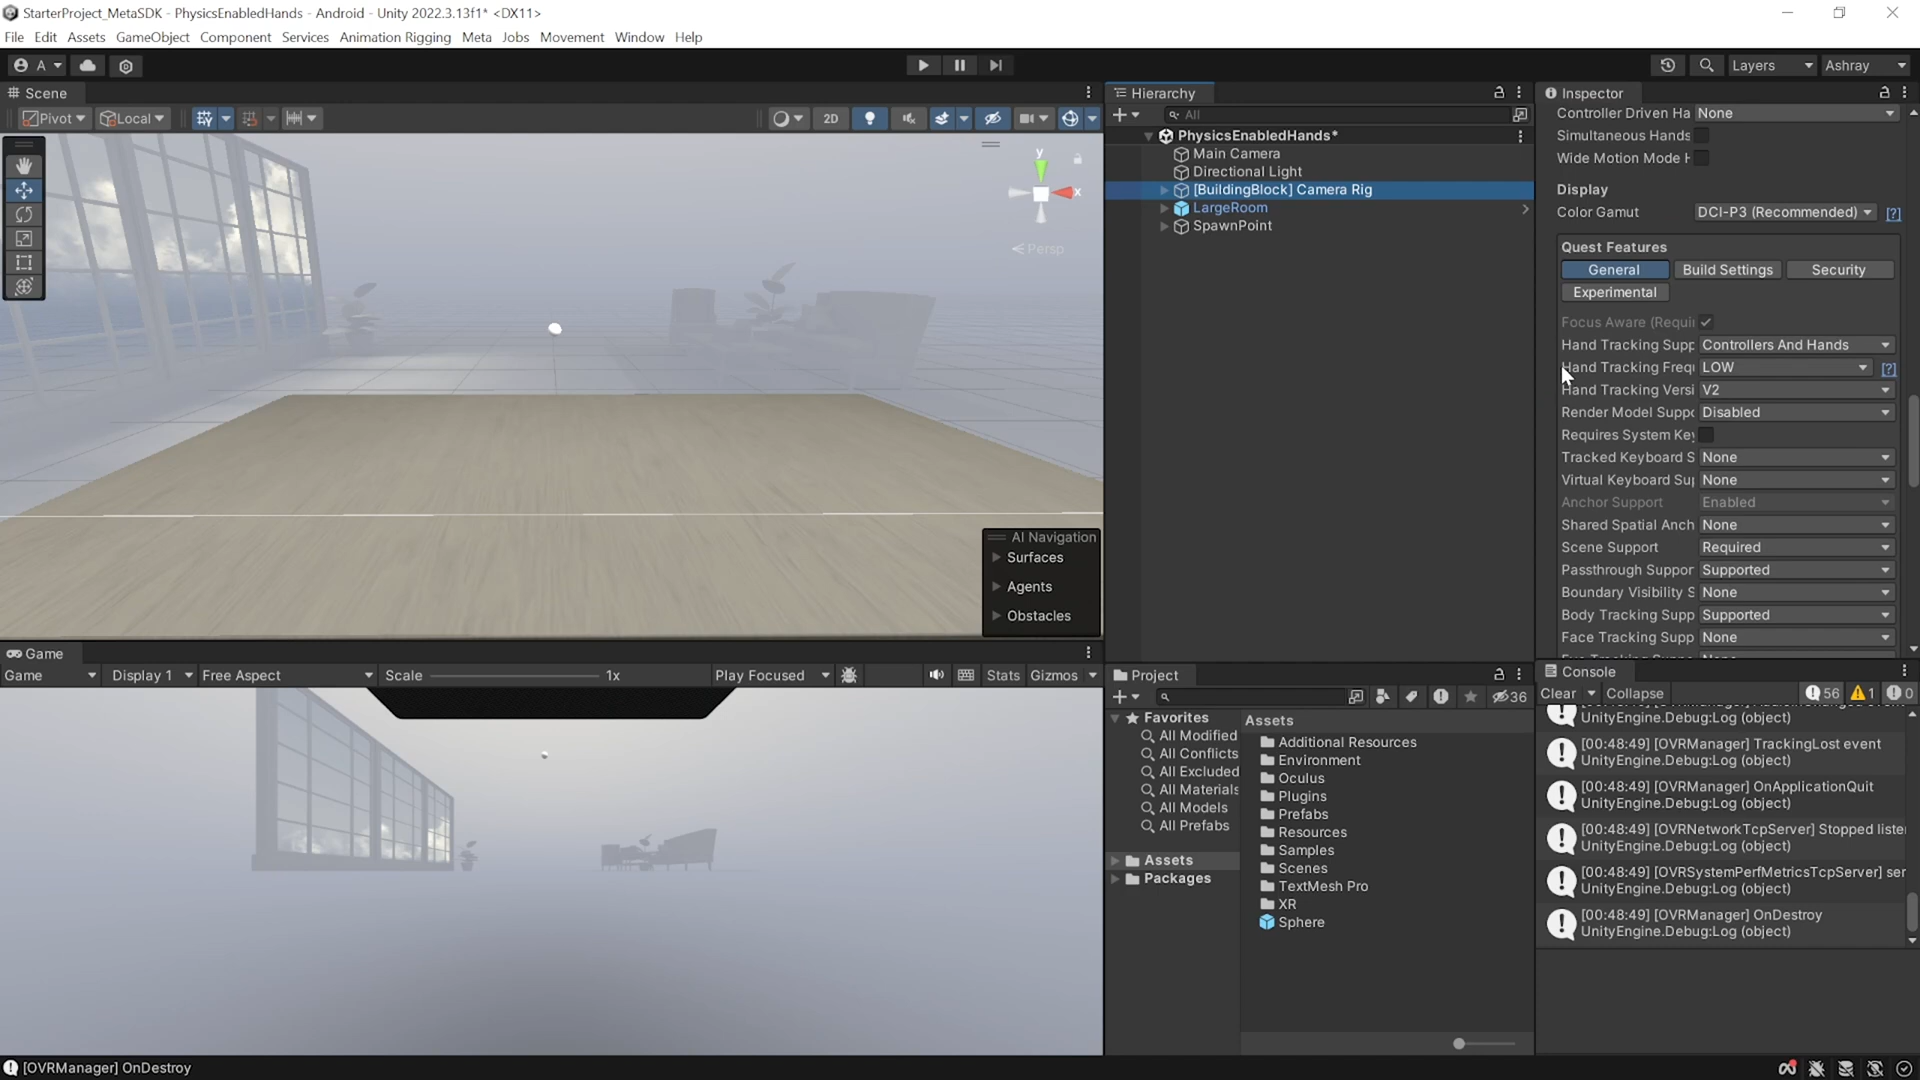 StarterProject_MetaSDK - PhysicsEnabledHands - Android - Unity 2022.3.13f1* <DX11>
File Edit Assets GameObject Component Services Animation Rigging Meta Jobs Movement Window Help
A Layers Ashray
Scene
Pivot Local 2D
y
x
Persp
AI Navigation
Surfaces
Agents
Obstacles
Game
Game Display 1 Free Aspect Scale 1x Play Focused Stats Gizmos
Hierarchy
All
PhysicsEnabledHands*
Main Camera
Directional Light
[BuildingBlock] Camera Rig
LargeRoom
SpawnPoint
Project
36
Favorites
All Modified
All Conflicts
All Excluded
All Materials
All Models
All Prefabs
Assets
Packages
Assets
Additional Resources
Environment
Oculus
Plugins
Prefabs
Resources
Samples
Scenes
TextMesh Pro
XR
Sphere
Inspector
Controller Driven Ha None
Simultaneous Hands
Wide Motion Mode
Display
Color Gamut DCI-P3 (Recommended) [?]
Quest Features
General Build Settings Security
Experimental
Focus Aware (Requi
Hand Tracking Supp Controllers And Hands
Hand Tracking Freq LOW [?]
Hand Tracking Versi V2
Render Model Suppo Disabled
Requires System Key
Tracked Keyboard S None
Virtual Keyboard Sup None
Anchor Support Enabled
Shared Spatial Anch None
Scene Support Required
Passthrough Suppor Supported
Boundary Visibility S None
Body Tracking Supp Supported
Face Tracking Supp None
Console
Clear Collapse 56 1 0
UnityEngine.Debug:Log (object)
[00:48:49] [OVRManager] TrackingLost event
UnityEngine.Debug:Log (object)
[00:48:49] [OVRManager] OnApplicationQuit
UnityEngine.Debug:Log (object)
[00:48:49] [OVRNetworkTcpServer] Stopped liste
UnityEngine.Debug:Log (object)
[00:48:49] [OVRSystemPerfMetricsTcpServer] ser
UnityEngine.Debug:Log (object)
[00:48:49] [OVRManager] OnDestroy
UnityEngine.Debug:Log (object)
[OVRManager] OnDestroy